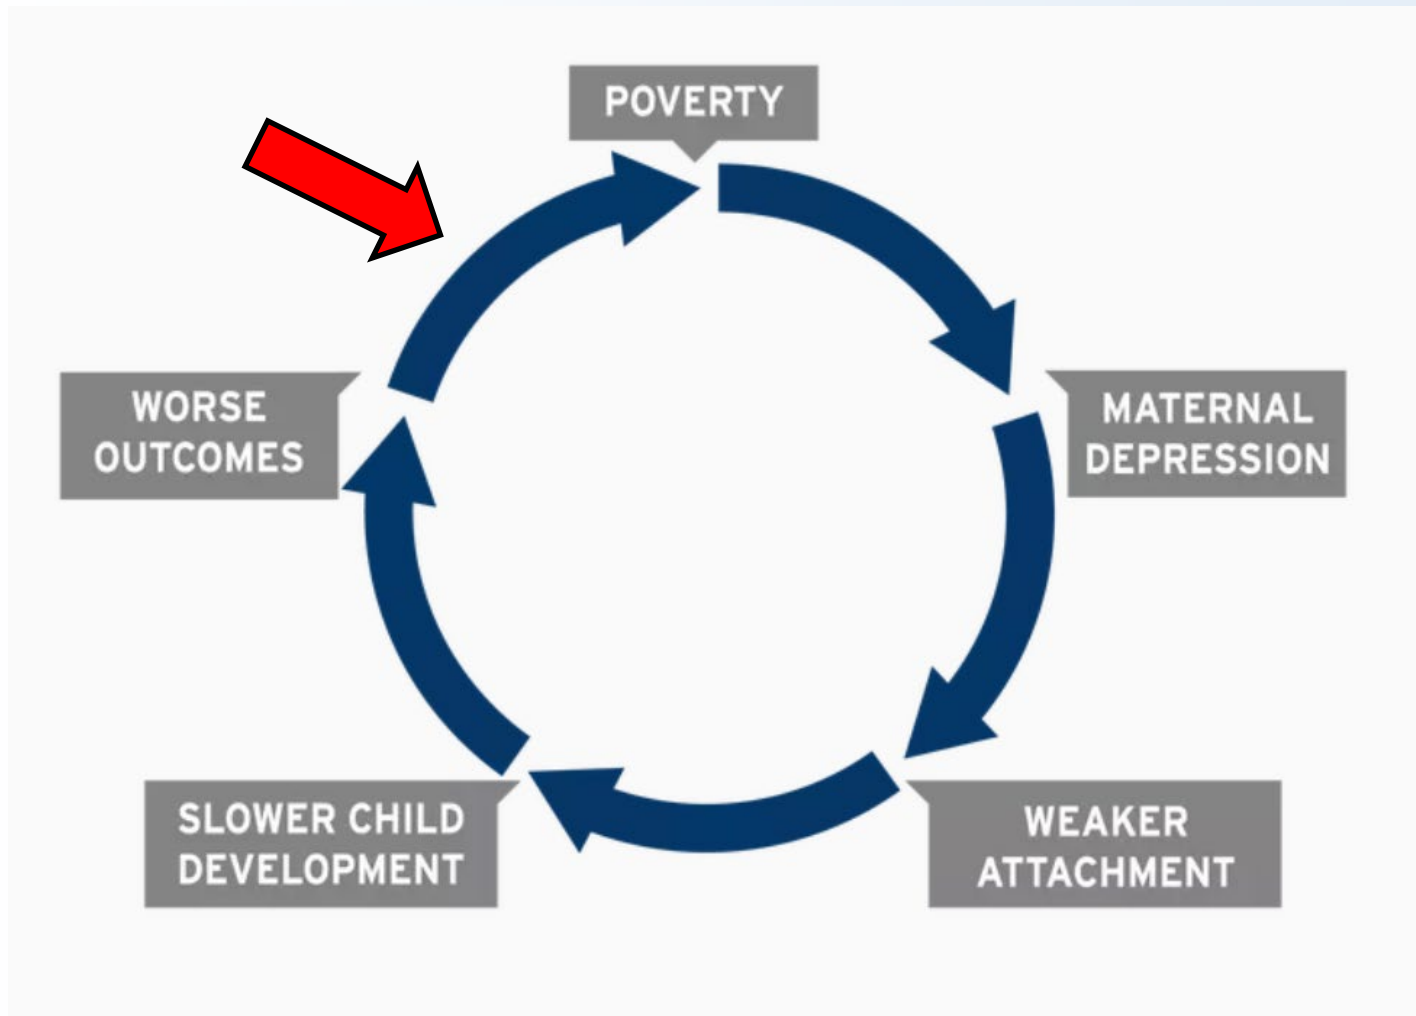 POVERTY
MATERNAL
DEPRESSION
WEAKER
ATTACHMENT
SLOWER CHILD
DEVELOPMENT
WORSE
OUTCOMES